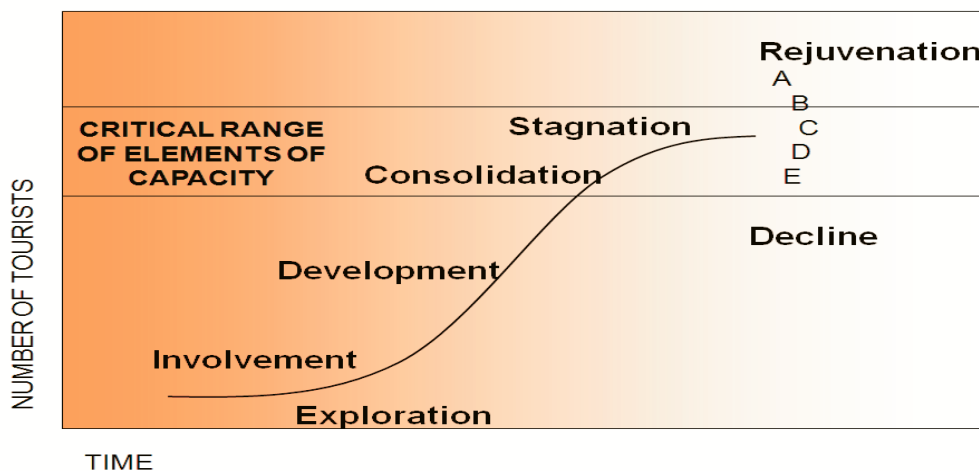 Rejuvenation
A
B
CRITICAL RANGE
OF ELEMENTS OF
CAPACITY
Stagnation
C
D
Consolidation
E
Decline
Development
Involvement
Exploration
NUMBER OF TOURISTS
TIME